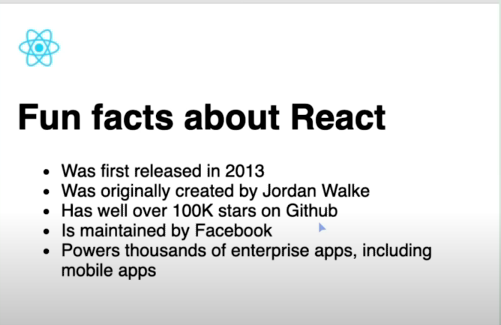 Fun facts about React
Was first released in 2013
Was originally created by Jordan Walke
Has well over 100K stars on Github
Is maintained by Facebook
Powers thousands of enterprise apps, including
mobile apps